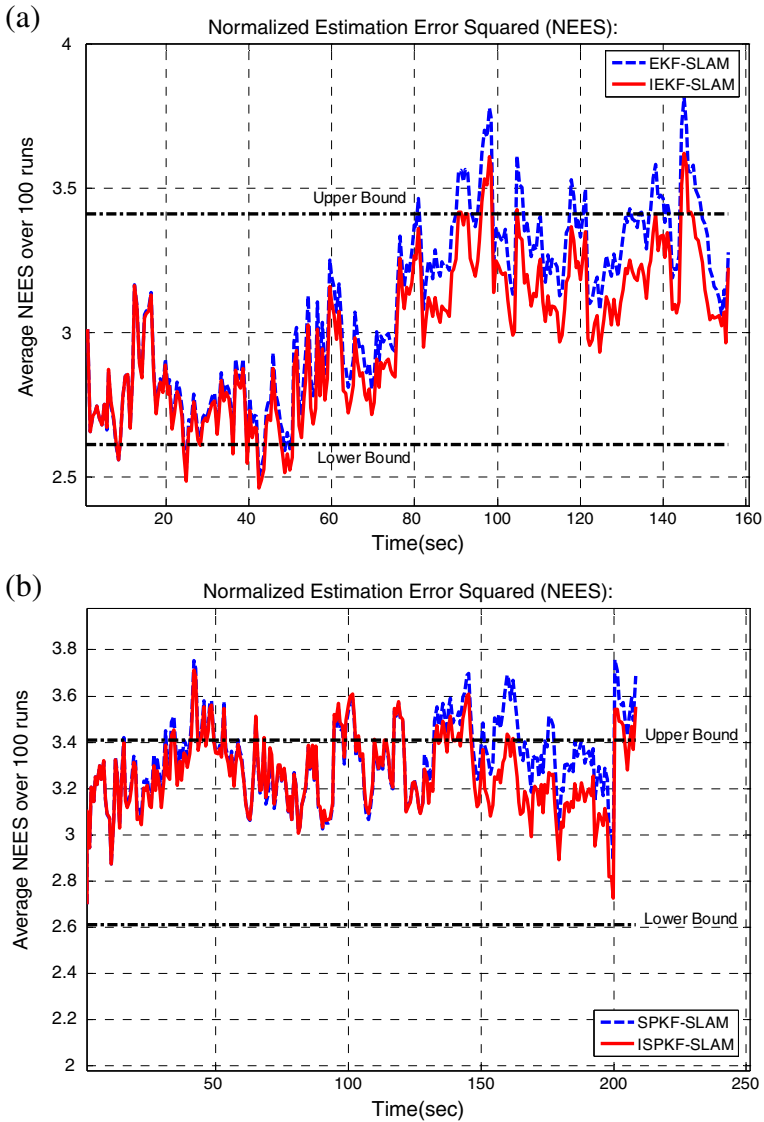 (a)
Normalized Estimation Error Squared (NEES):
4
3.5
3
2.5
Average NEES over 100 runs
EKF-SLAM
IEKF-SLAM
Upper Bound
Lower Bound
20
40
60
80
100
120
140
160
Time(sec)
(b)
Normalized Estimation Error Squared (NEES):
3.8
3.6
3.4
3.2
3
2.8
2.6
2.4
2.2
2
Average NEES over 100 runs
Upper Bound
Lower Bound
SPKF-SLAM
ISPKF-SLAM
50
100
150
200
250
Time(sec)